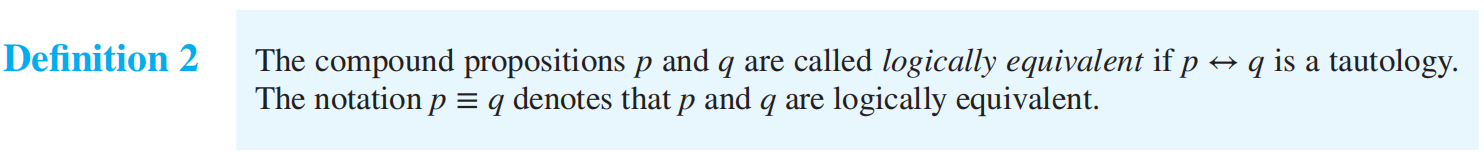 Definition 2
The compound propositions p and q are called logically equivalent if p ↔ q is a tautology.
The notation p ≡ q denotes that p and q are logically equivalent.